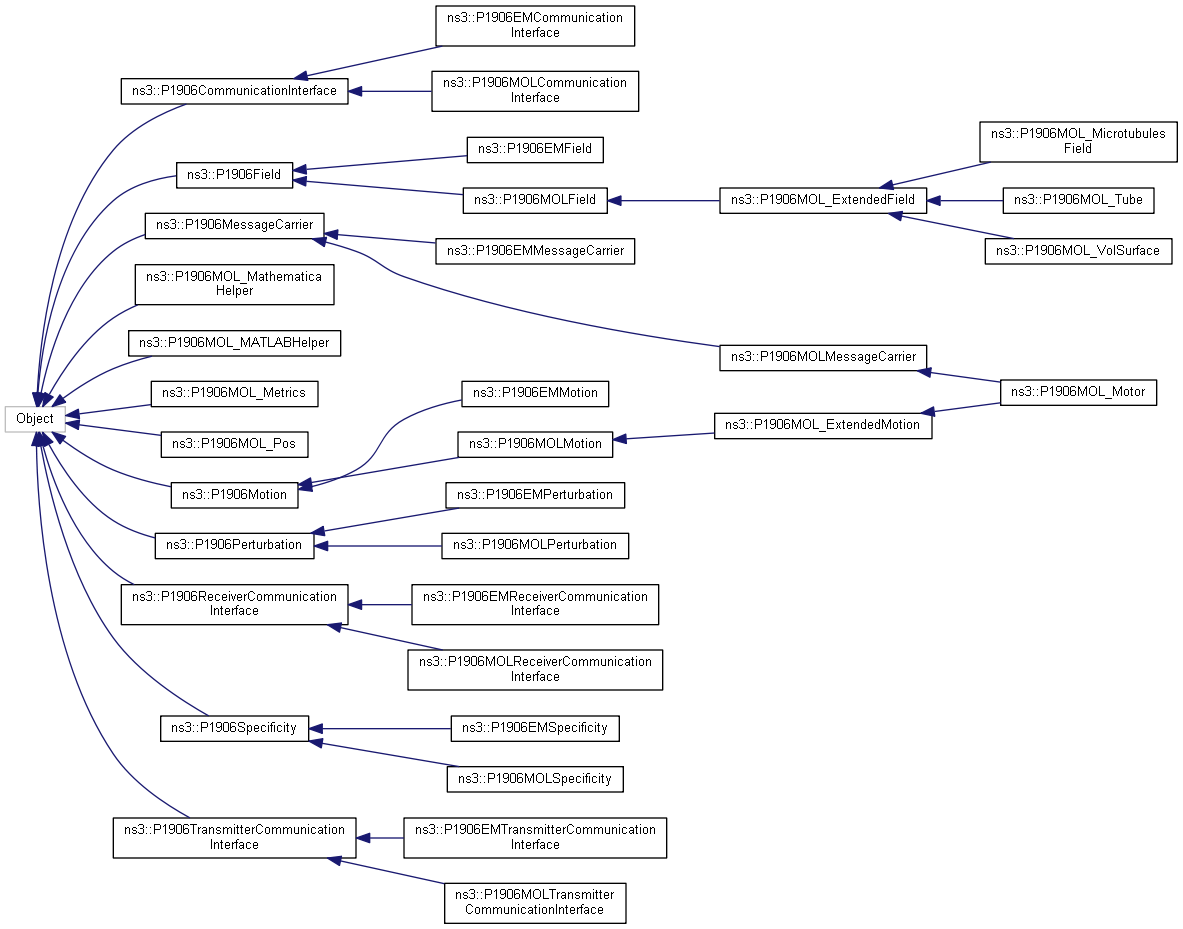 ns3::P1906EMCommunication
Interface
ns3::P1906CommunicationInterface
ns3::P1906MOLCommunication
Interface
ns3::P1906MOL_Microtubules
Field
ns3::P1906EMField
ns3::P1906Field
ns3::P1906MOLField
ns3::P1906MOL_ExtendedField
ns3::P1906MOL_Tube
ns3::P1906MessageCarrier
ns3::P1906EMMessageCarrier
ns3::P1906MOL_VolSurface
ns3::P1906MOL_Mathematica
Helper
ns3::P1906MOL_MATLABHelper
ns3::P1906MOLMessageCarrier
ns3::P1906MOL_Metrics
ns3::P1906EMMotion
ns3::P1906MOL_Motor
Object
ns3::P1906MOL_Pos
ns3::P1906MOLMotion
ns3::P1906MOL_ExtendedMotion
ns3::P1906Motion
ns3::P1906EMPerturbation
ns3::P1906Perturbation
ns3::P1906MOLPerturbation
ns3::P1906ReceiverCommunication
Interface
ns3::P1906EMReceiverCommunication
Interface
ns3::P1906MOLReceiverCommunication
Interface
ns3::P1906Specificity
ns3::P1906EMSpecificity
ns3::P1906MOLSpecificity
ns3::P1906TransmitterCommunication
Interface
ns3::P1906EMTransmitterCommunication
Interface
ns3::P1906MOLTransmitter
CommunicationInterface